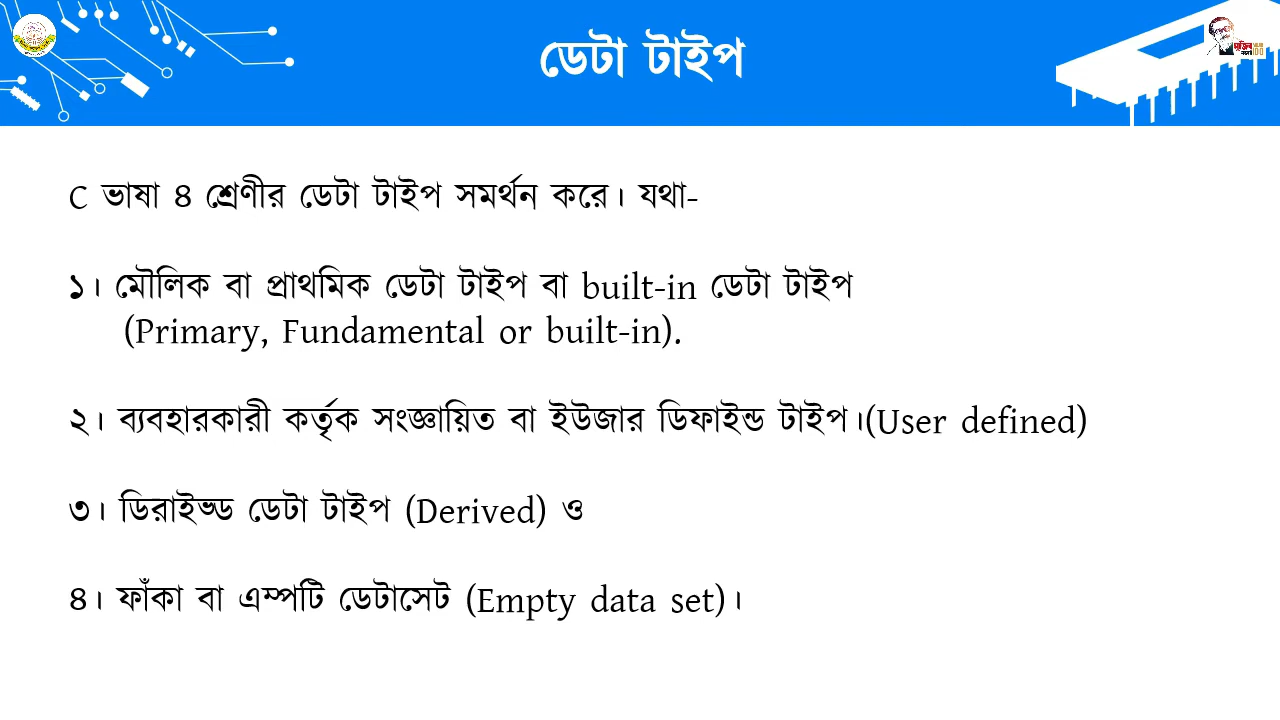 ডেটা টাইপ
C ভাষা ৪ শ্রেণীর ডেটা টাইপ সমর্থন করে। যথা-
১। মৌলিক বা প্রাথমিক ডেটা টাইপ বা built-in ডেটা টাইপ
(Primary, Fundamental or built-in).
২। ব্যবহারকারী কর্তৃক সংজ্ঞায়িত বা ইউজার ডিফাইন্ড টাইপ।(User defined)
৩। ডিরাইভ্ড ডেটা টাইপ (Derived) ও
৪। ফাঁকা বা এম্পটি ডেটাসেট (Empty data set)।